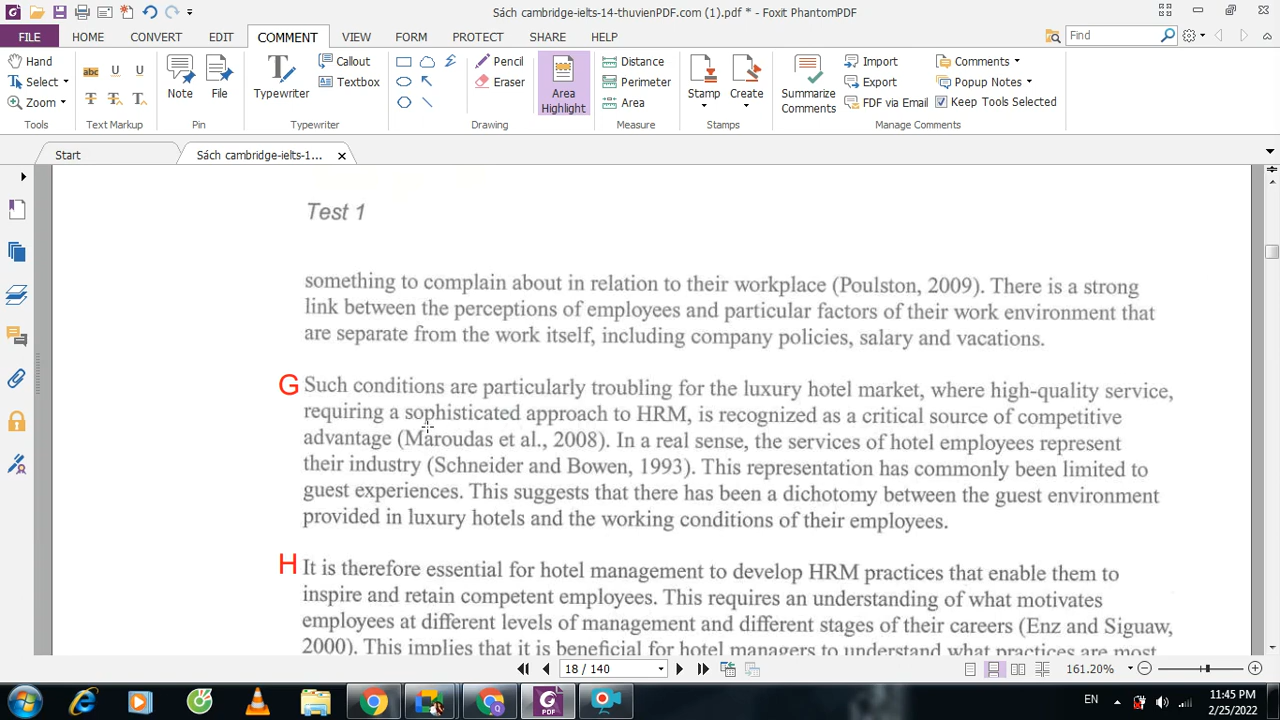 Sách cambridge-ielts-14-thuvienPDF.com (1).pdf * - Foxit PhantomPDF
FILE HOME CONVERT EDIT COMMENT VIEW FORM PROTECT SHARE HELP
Find
Hand
Select
Zoom
Tools
Text Markup
Note
File
Pin
Typewriter
Callout
Textbox
Typewriter
Pencil
Eraser
Drawing
Area
Highlight
Distance
Perimeter
Area
Measure
Stamp
Create
Stamps
Summarize
Comments
Import
Export
FDF via Email
Comments
Popup Notes
Keep Tools Selected
Manage Comments
Start
Sách cambridge-ielts-1...
Test 1
something to complain about in relation to their workplace (Poulston, 2009). There is a strong
link between the perceptions of employees and particular factors of their work environment that
are separate from the work itself, including company policies, salary and vacations.
G Such conditions are particularly troubling for the luxury hotel market, where high-quality service,
requiring a sophisticated approach to HRM, is recognized as a critical source of competitive
advantage (Maroudas et al., 2008). In a real sense, the services of hotel employees represent
their industry (Schneider and Bowen, 1993). This representation has commonly been limited to
guest experiences. This suggests that there has been a dichotomy between the guest environment
provided in luxury hotels and the working conditions of their employees.
H It is therefore essential for hotel management to develop HRM practices that enable them to
inspire and retain competent employees. This requires an understanding of what motivates
employees at different levels of management and different stages of their careers (Enz and Siguaw,
2000). This implies that it is beneficial for hotel managers to understand what practices are most
18 / 140
161.20%
EN
11:45 PM
2/25/2022